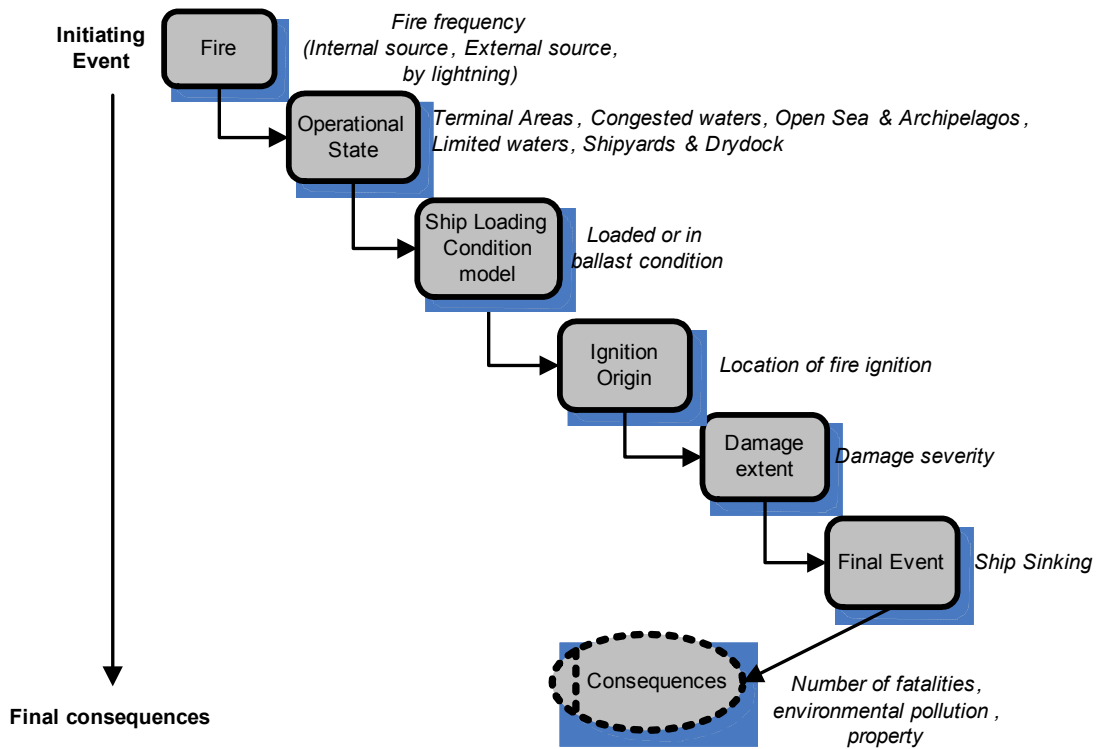 Initiating
Event
Fire
Fire frequency
(Internal source, External source,
by lightning)
Operational
State
Terminal Areas, Congested waters, Open Sea & Archipelagos,
Limited waters, Shipyards & Drydock
Ship Loading
Condition
model
Loaded or in
ballast condition
Ignition
Origin
Location of fire ignition
Damage
extent
Damage severity
Final Event
Ship Sinking
Consequences
Number of fatalities,
environmental pollution,
property
Final consequences